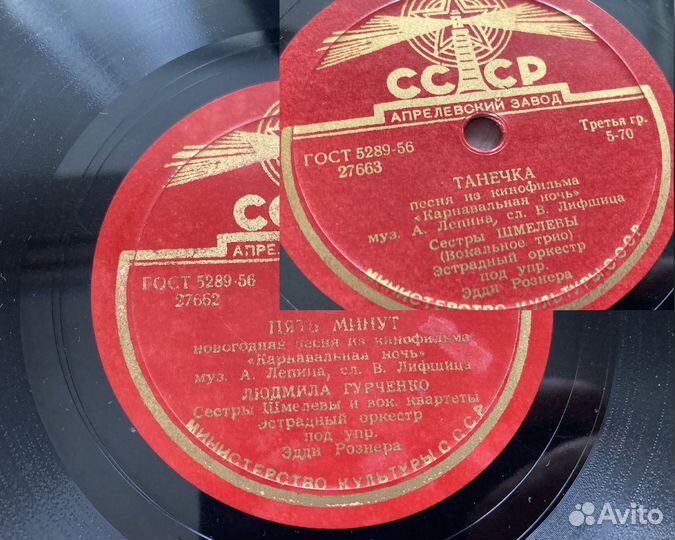 СССР
АПРЕЛЕВСКИЙ ЗАВОД
ГОСТ 5289-56
27663
Третья гр.
5-70
ТАНЕЧКА
песня из кинофильма
«Карнавальная ночь»
муз. А. Лепина, сл. В. Лифшица
Сестры ШМЕЛЕВЫ
(Вокальное трио)
Эстрадный оркестр
под упр.
Эдди Рознера
МИНИСТЕРСТВО КУЛЬТУРЫ СССР
СС
АПРЕЛЕ
ГОСТ 5289-56
27662
ПЯТЬ МИНУТ
новогодняя песня из кинофильма
«Карнавальная ночь»
муз. А. Лепина, сл. В. Лифшица
ЛЮДМИЛА ГУРЧЕНКО
Сестры Шмелевы и вок. квартеты
Эстрадный оркестр
под упр.
Эдди Рознера
МИНИСТЕРСТВО КУЛЬТУРЫ СССР
Avito